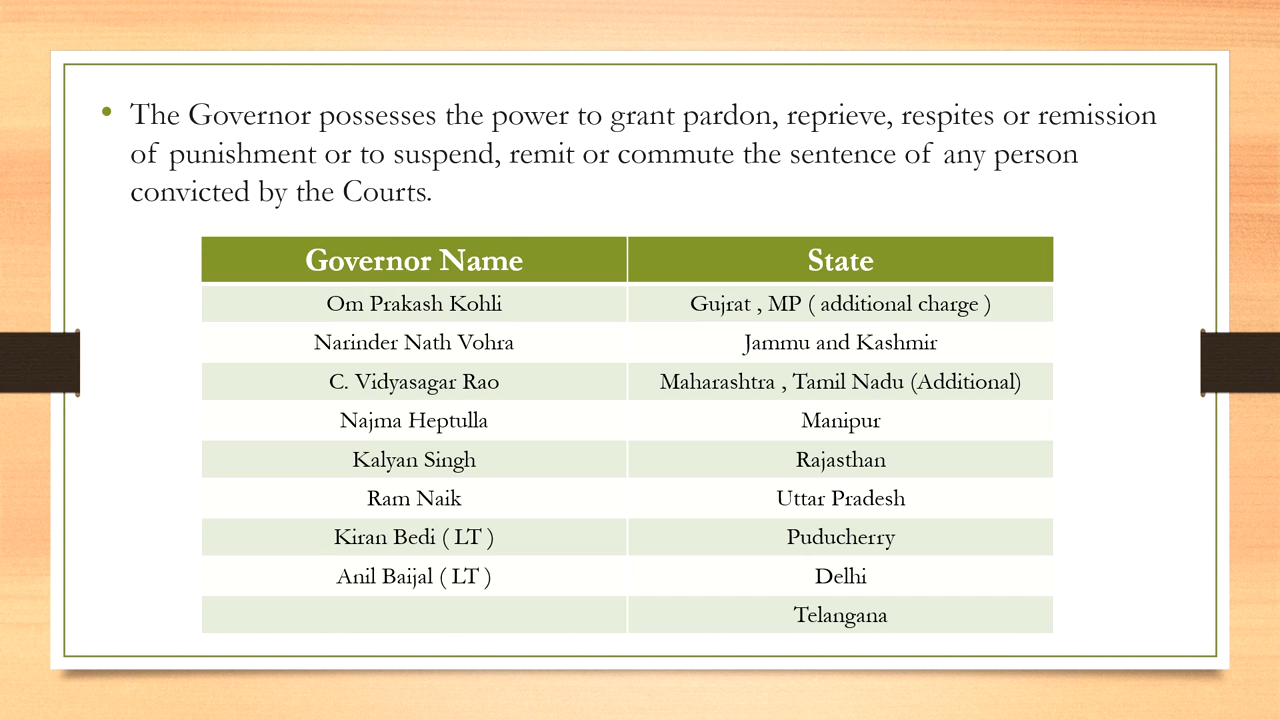 • The Governor possesses the power to grant pardon, reprieve, respites or remission
of punishment or to suspend, remit or commute the sentence of any person
convicted by the Courts.
Governor Name State
Om Prakash Kohli Gujrat , MP ( additional charge )
Narinder Nath Vohra Jammu and Kashmir
C. Vidyasagar Rao Maharashtra , Tamil Nadu (Additional)
Najma Heptulla Manipur
Kalyan Singh Rajasthan
Ram Naik Uttar Pradesh
Kiran Bedi ( LT ) Puducherry
Anil Baijal ( LT ) Delhi
Telangana